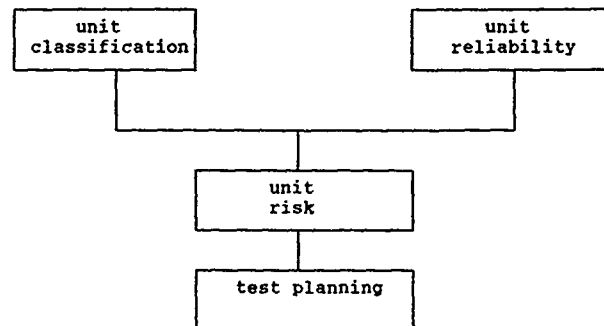 unit
classification
unit
reliability
unit
risk
test planning